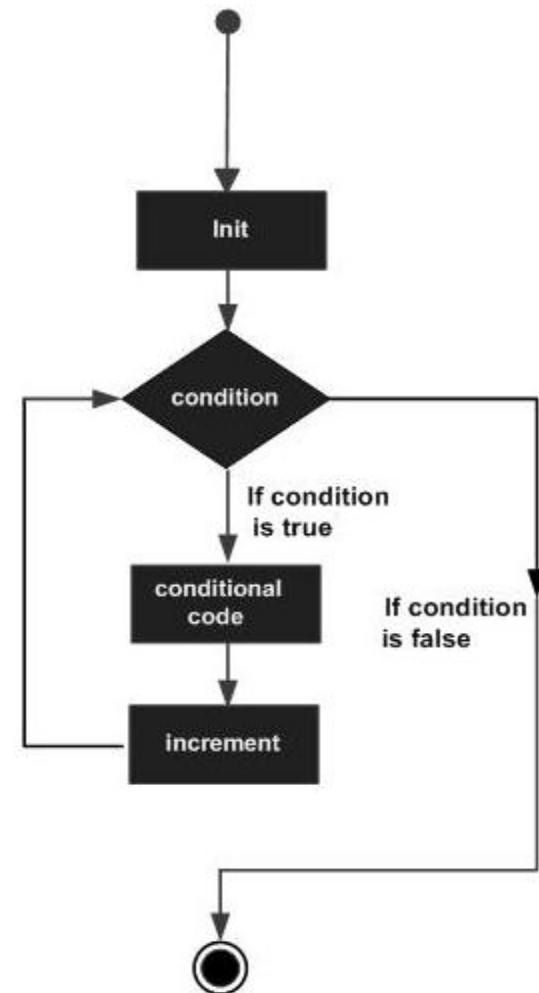 Init
condition
If condition
is true
conditional
code
If condition
is false
increment